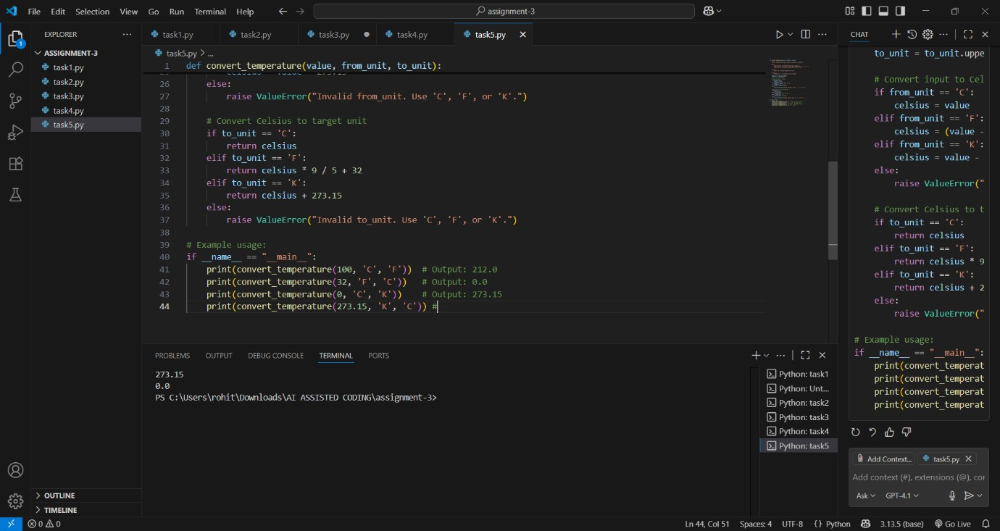 File Edit Selection View Go Run Terminal Help
assignment-3
EXPLORER
ASSIGNMENT-3
task1.py
task2.py
task3.py
task4.py
task5.py
OUTLINE
TIMELINE
task1.py task2.py task3.py task4.py task5.py
task5.py > ...
1 def convert_temperature(value, from_unit, to_unit):
26 else:
27 raise ValueError("Invalid from_unit. Use 'C', 'F', or 'K'.")
28
29 # Convert Celsius to target unit
30 if to_unit == 'C':
31 return celsius
32 elif to_unit == 'F':
33 return celsius * 9 / 5 + 32
34 elif to_unit == 'K':
35 return celsius + 273.15
36 else:
37 raise ValueError("Invalid to_unit. Use 'C', 'F', or 'K'.")
38
39 # Example usage:
40 if __name__ == "__main__":
41 print(convert_temperature(100, 'C', 'F')) # Output: 212.0
42 print(convert_temperature(32, 'F', 'C')) # Output: 0.0
43 print(convert_temperature(0, 'C', 'K')) # Output: 273.15
44 print(convert_temperature(273.15, 'K', 'C')) #
PROBLEMS OUTPUT DEBUG CONSOLE TERMINAL PORTS
273.15
0.0
PS C:\Users\rohit\Downloads\AI ASSISTED CODING\assignment-3>
Python: task1
Python: Unt...
Python: task2
Python: task3
Python: task4
Python: task5
CHAT
to_unit = to_unit.uppe
# Convert input to Cel
if from_unit == 'C':
celsius = value
elif from_unit == 'F':
celsius = (value -
elif from_unit == 'K':
celsius = value -
else:
raise ValueError("
# Convert Celsius to t
if to_unit == 'C':
return celsius
elif to_unit == 'F':
return celsius * 9
elif to_unit == 'K':
return celsius + 2
else:
raise ValueError("
# Example usage:
if __name__ == "__main__":
print(convert_temperat
print(convert_temperat
print(convert_temperat
print(convert_temperat
Add Context... task5.py
Add context (#), extensions (@), cor
Ask GPT-4.1
0 0 Ln 44, Col 51 Spaces: 4 UTF-8 {} Python 3.13.5 (base) Go Live